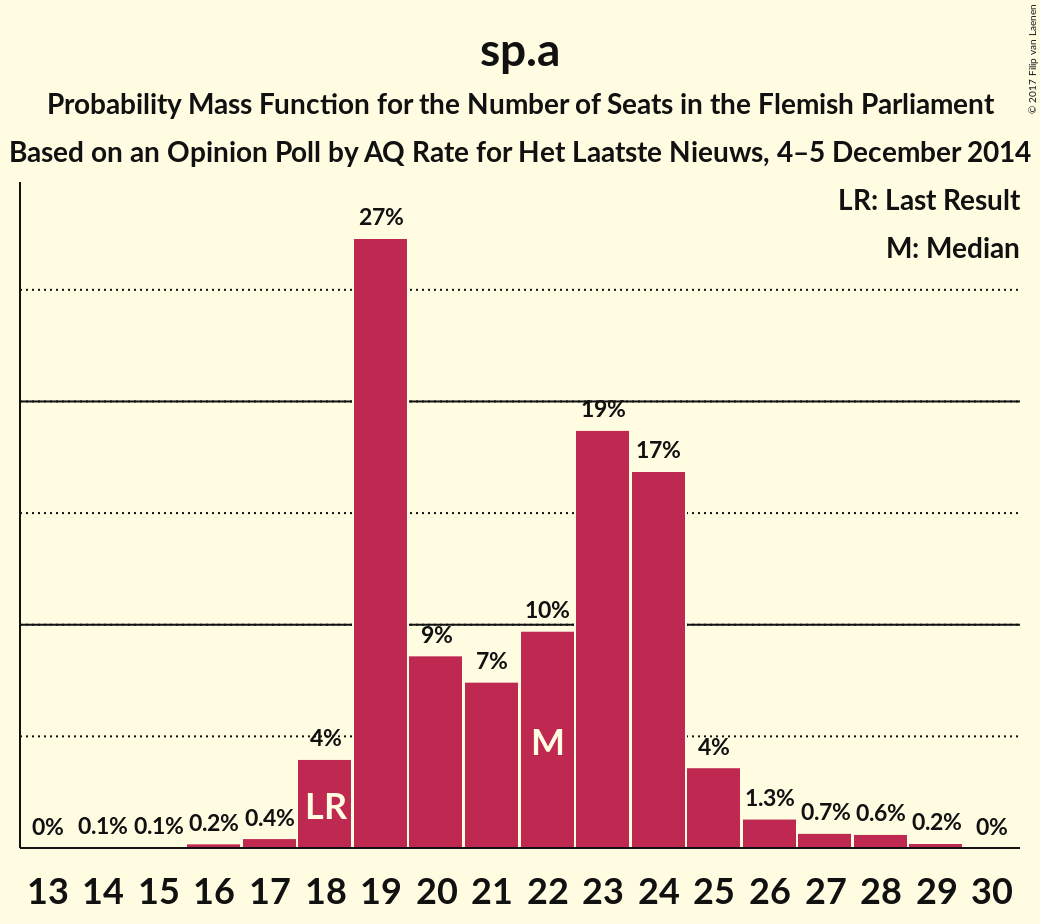 sp.a
Probability Mass Function for the Number of Seats in the Flemish Parliament
Based on an Opinion Poll by AQ Rate for Het Laatste Nieuws, 4–5 December 2014
© 2017 Filip van Laenen
LR: Last Result
M: Median
0% 0.1% 0.1% 0.2% 0.4% 4% 27% 9% 7% 10% 19% 17% 4% 1.3% 0.7% 0.6% 0.2% 0%
LR M
13 14 15 16 17 18 19 20 21 22 23 24 25 26 27 28 29 30